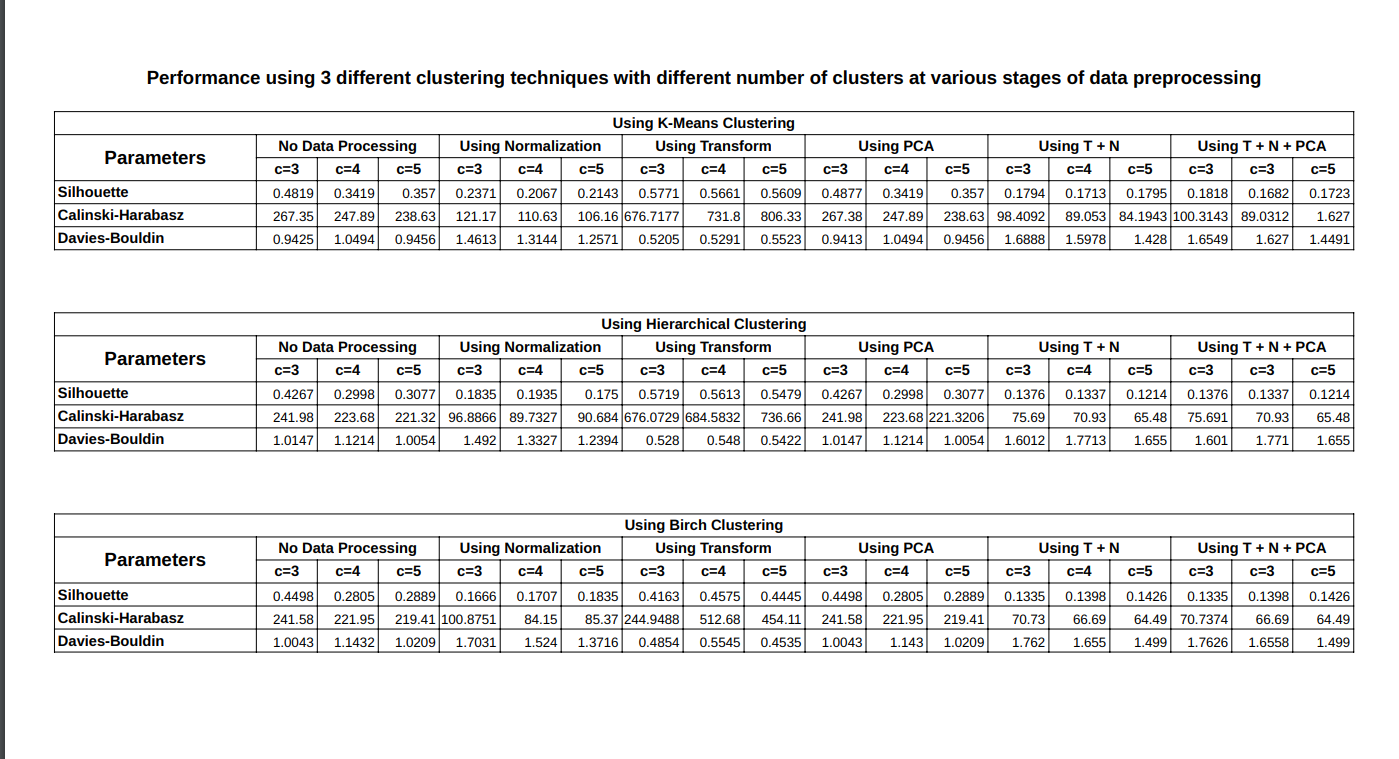 Performance using 3 different clustering techniques with different number of clusters at various stages of data preprocessing
Using K-Means Clustering
Parameters No Data Processing Using Normalization Using Transform Using PCA Using T + N Using T + N + PCA
c=3 c=4 c=5 c=3 c=4 c=5 c=3 c=4 c=5 c=3 c=4 c=5 c=3 c=4 c=5 c=3 c=3 c=5
Silhouette 0.4819 0.3419 0.357 0.2371 0.2067 0.2143 0.5771 0.5661 0.5609 0.4877 0.3419 0.357 0.1794 0.1713 0.1795 0.1818 0.1682 0.1723
Calinski-Harabasz 267.35 247.89 238.63 121.17 110.63 106.16 676.7177 731.8 806.33 267.38 247.89 238.63 98.4092 89.053 84.1943 100.3143 89.0312 1.627
Davies-Bouldin 0.9425 1.0494 0.9456 1.4613 1.3144 1.2571 0.5205 0.5291 0.5523 0.9413 1.0494 0.9456 1.6888 1.5978 1.428 1.6549 1.627 1.4491
Using Hierarchical Clustering
Parameters No Data Processing Using Normalization Using Transform Using PCA Using T + N Using T + N + PCA
c=3 c=4 c=5 c=3 c=4 c=5 c=3 c=4 c=5 c=3 c=4 c=5 c=3 c=4 c=5 c=3 c=3 c=5
Silhouette 0.4267 0.2998 0.3077 0.1835 0.1935 0.175 0.5719 0.5613 0.5479 0.4267 0.2998 0.3077 0.1376 0.1337 0.1214 0.1376 0.1337 0.1214
Calinski-Harabasz 241.98 223.68 221.32 96.8866 89.7327 90.684 676.0729 684.5832 736.66 241.98 223.68 221.3206 75.69 70.93 65.48 75.691 70.93 65.48
Davies-Bouldin 1.0147 1.1214 1.0054 1.492 1.3327 1.2394 0.528 0.548 0.5422 1.0147 1.1214 1.0054 1.6012 1.7713 1.655 1.601 1.771 1.655
Using Birch Clustering
Parameters No Data Processing Using Normalization Using Transform Using PCA Using T + N Using T + N + PCA
c=3 c=4 c=5 c=3 c=4 c=5 c=3 c=4 c=5 c=3 c=4 c=5 c=3 c=4 c=5 c=3 c=3 c=5
Silhouette 0.4498 0.2805 0.2889 0.1666 0.1707 0.1835 0.4163 0.4575 0.4445 0.4498 0.2805 0.2889 0.1335 0.1398 0.1426 0.1335 0.1398 0.1426
Calinski-Harabasz 241.58 221.95 219.41 100.8751 84.15 85.37 244.9488 512.68 454.11 241.58 221.95 219.41 70.73 66.69 64.49 70.7374 66.69 64.49
Davies-Bouldin 1.0043 1.1432 1.0209 1.7031 1.524 1.3716 0.4854 0.5545 0.4535 1.0043 1.143 1.0209 1.762 1.655 1.499 1.7626 1.6558 1.499